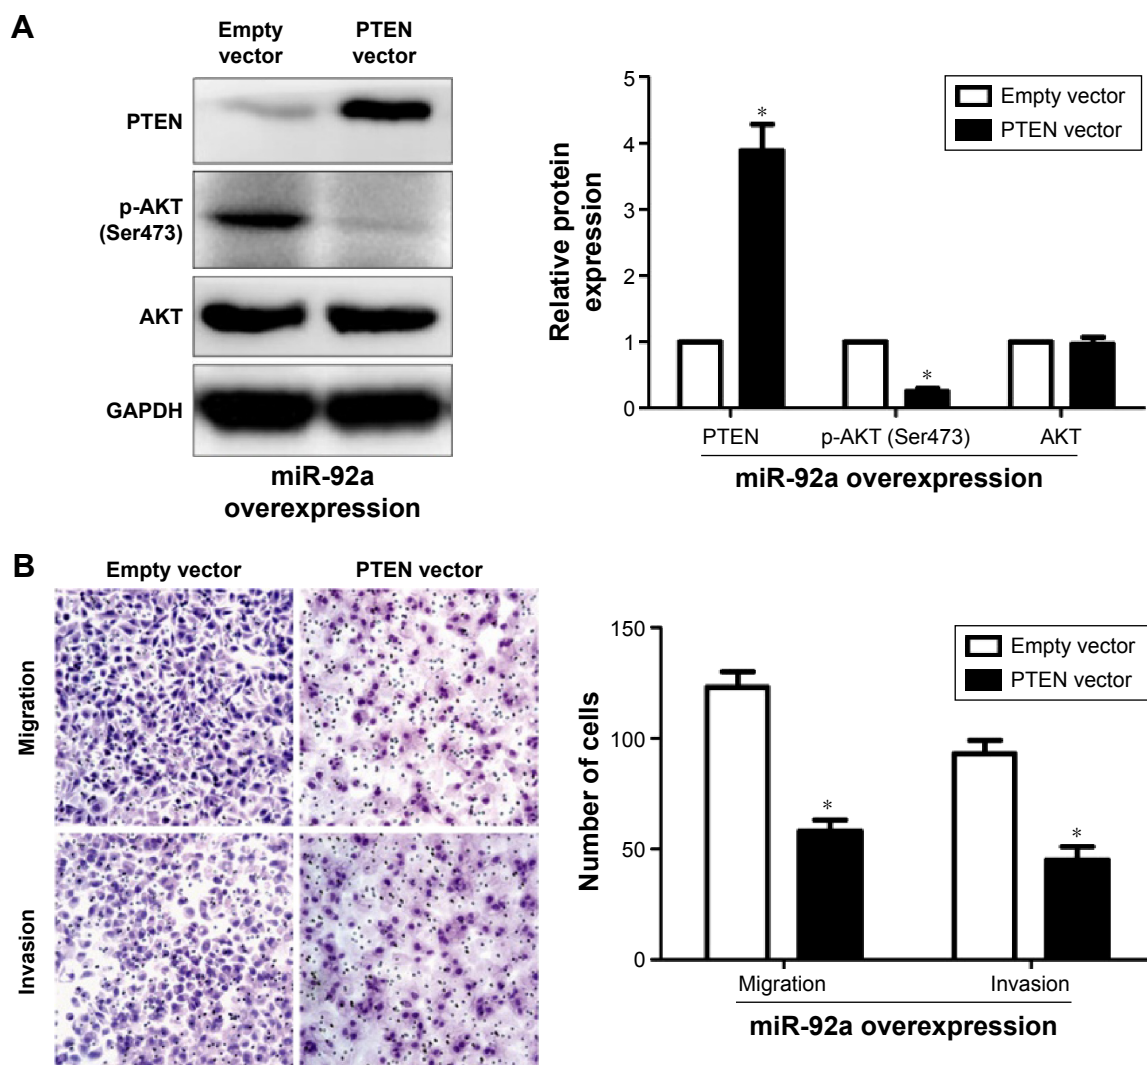 A
Empty
vector
PTEN
vector
PTEN
p-AKT
(Ser473)
AKT
GAPDH
miR-92a
overexpression
Relative protein
expression
5
4
3
2
1
0
Empty vector
PTEN vector
*
*
PTEN
p-AKT (Ser473)
AKT
miR-92a overexpression
B
Empty vector
PTEN vector
Migration
Invasion
Number of cells
150
100
50
0
Empty vector
PTEN vector
*
*
Migration
Invasion
miR-92a overexpression